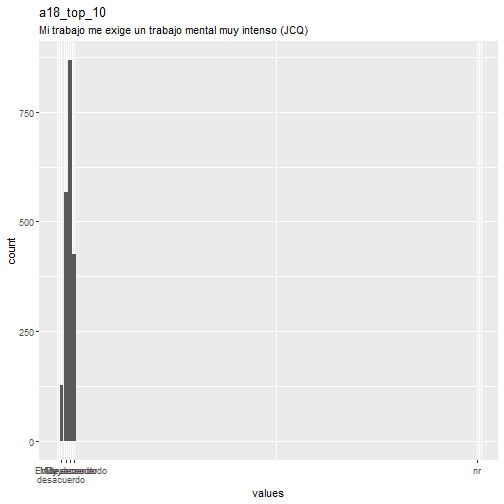 a18_top_10
Mi trabajo me exige un trabajo mental muy intenso (JCQ)
750
500
250
0
count
desacuerdo
nr
values